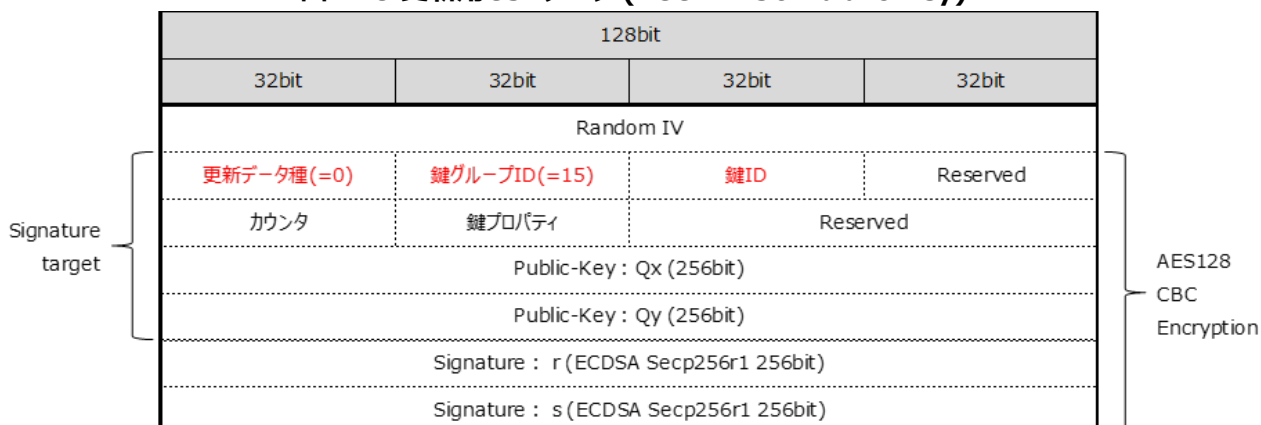 128bit
32bit 32bit 32bit 32bit
Random IV
更新データ種(=0) 鍵グループID(=15) 鍵ID Reserved
カウンタ 鍵プロパティ Reserved
Signature
target
Public-Key : Qx (256bit)
Public-Key : Qy (256bit)
AES128
CBC
Encryption
Signature : r (ECDSA Secp256r1 256bit)
Signature : s (ECDSA Secp256r1 256bit)